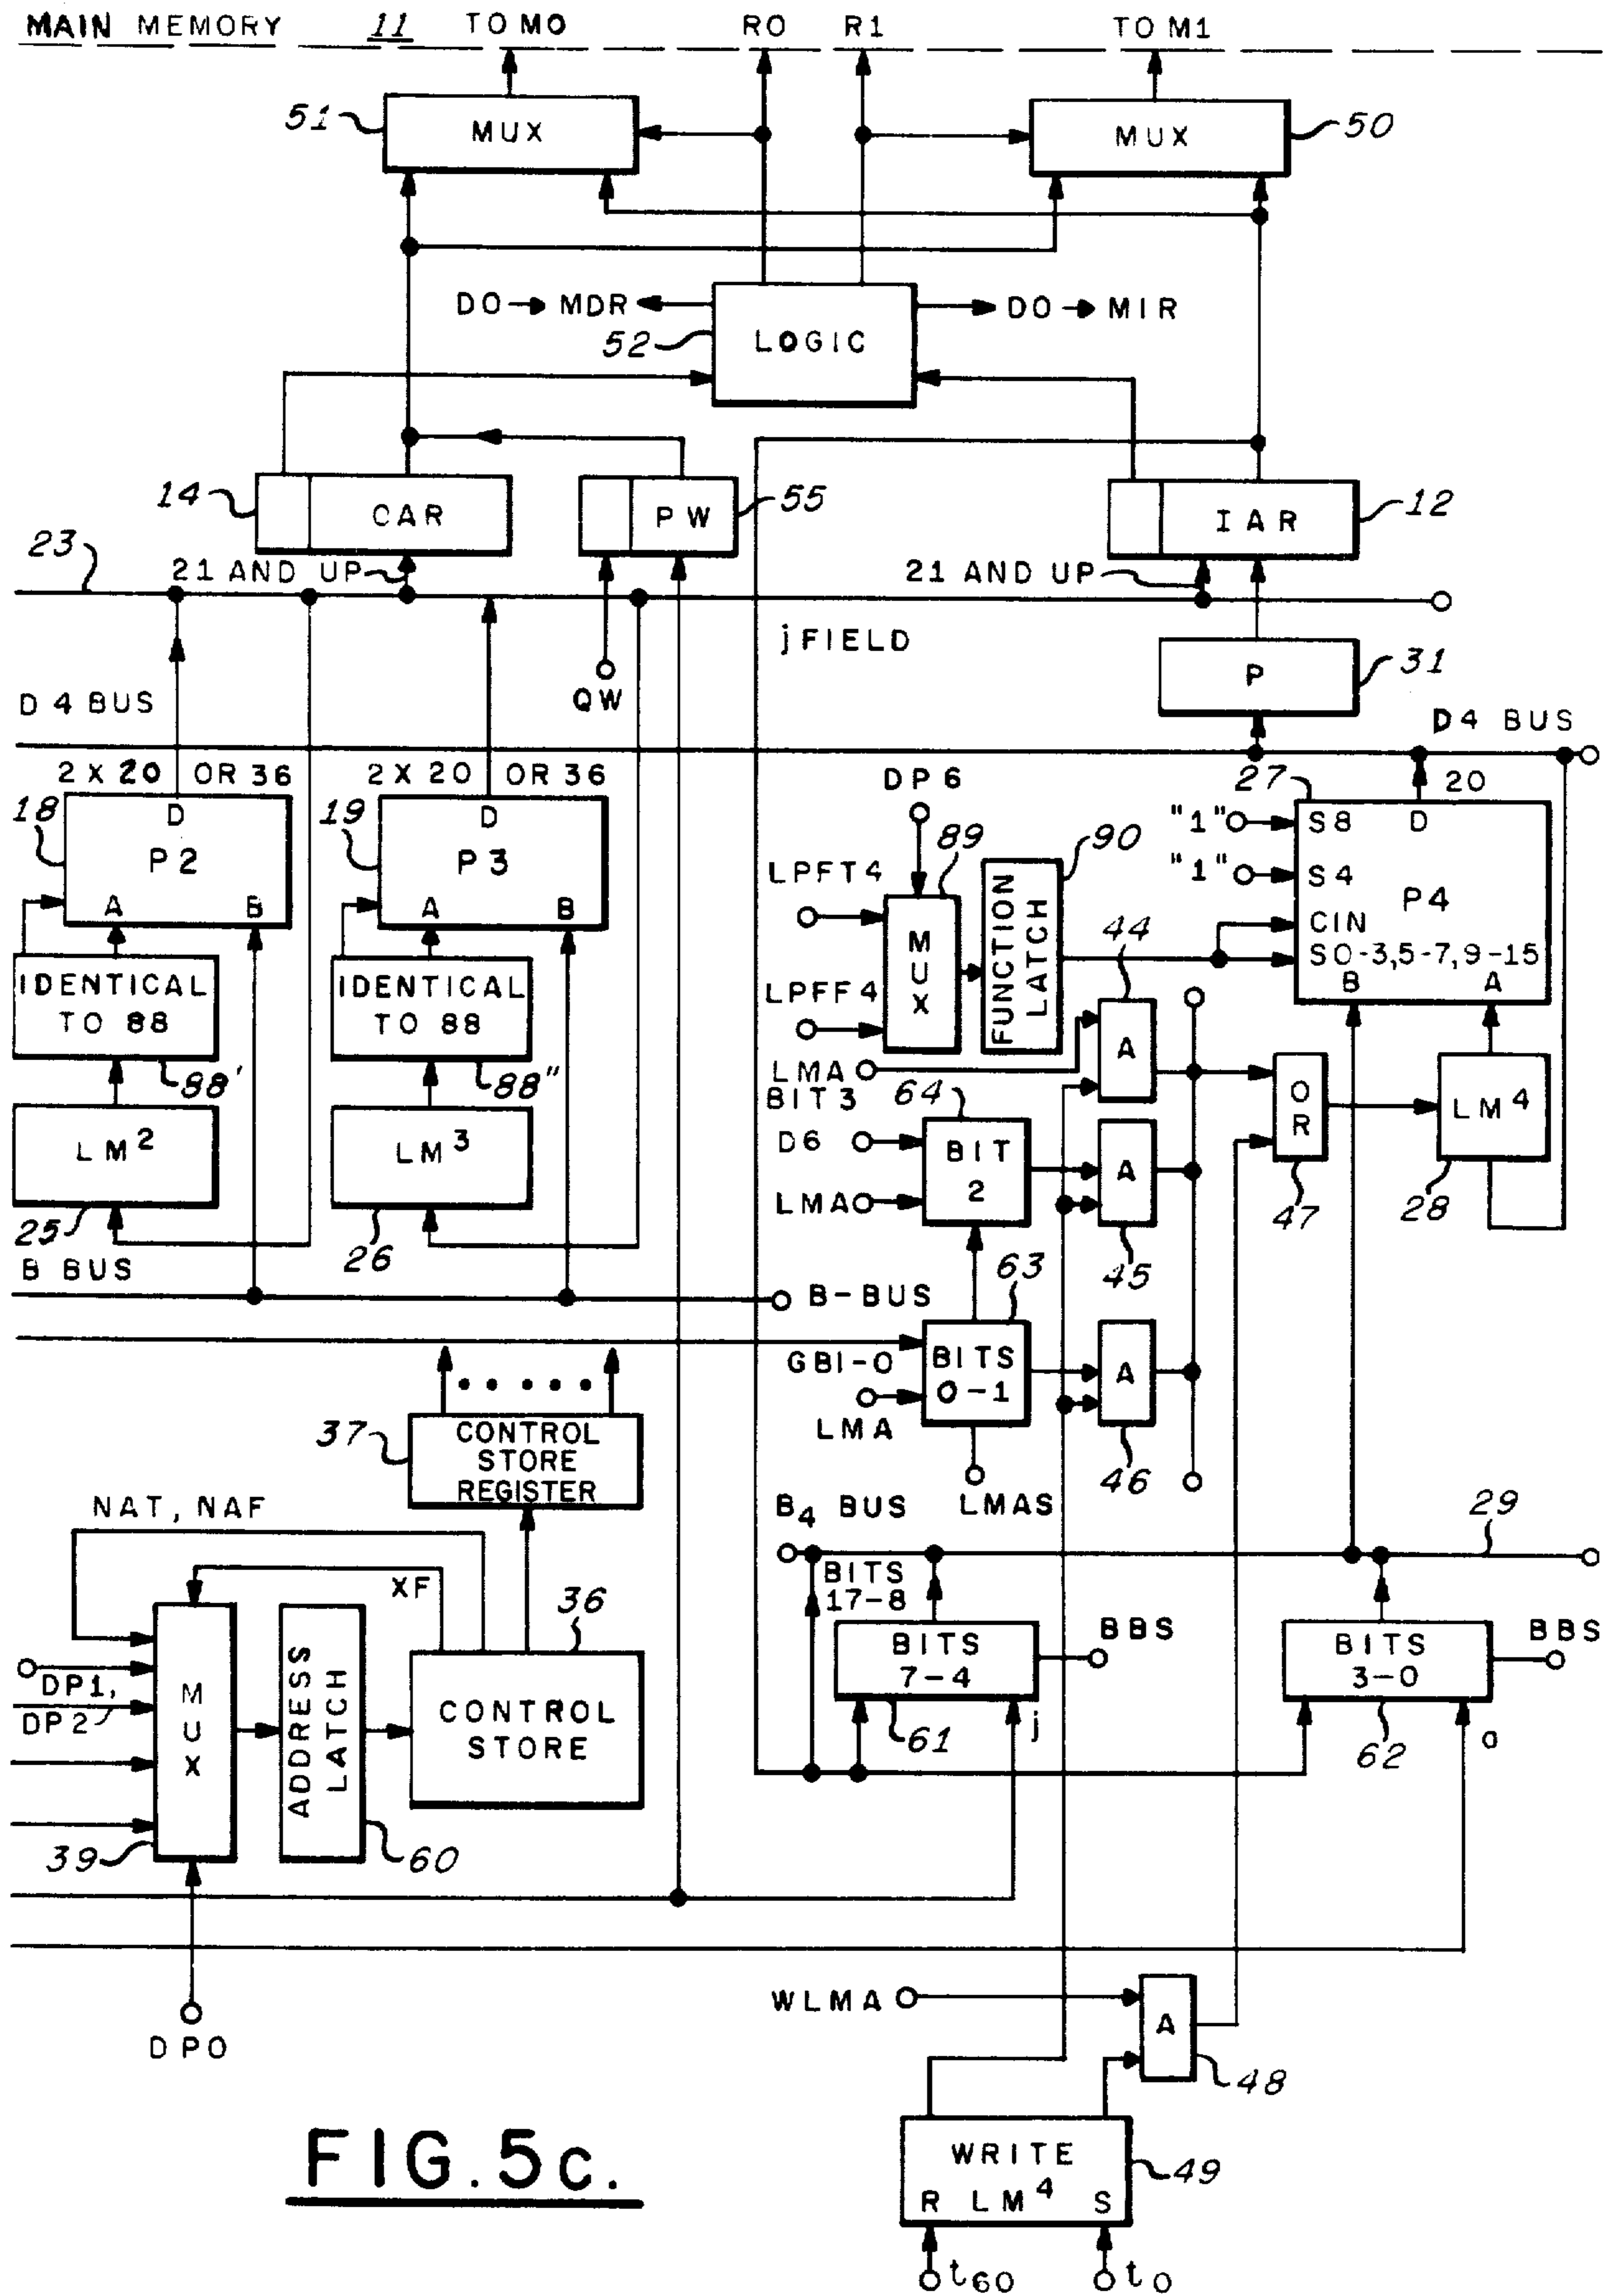 MAIN MEMORY 11 TO M0 R0 R1 TO M1
51 MUX
MUX 50
DO → MDR
DO → MIR
52 LOGIC
14 OAR
PW 55
IAR 12
23
21 AND UP
21 AND UP
j FIELD
QW
P 31
D4 BUS
D4 BUS
2 X 20 OR 36
2 X 20 OR 36
DP6
27
20
18 D
P2
A B
19 D
P3
A B
"1" S8 D
"1" S4
P4
CIN
S0-3,5-7,9-15
B A
LPFT4
89
90
MUX
FUNCTION LATCH
LPFF4
44
A
IDENTICAL
TO 88
88'
IDENTICAL
TO 88
88"
LMA
BIT 3
64
D6
BIT
2
LMA
A
45
OR
47
LM4
28
LM2
25
LM3
26
B BUS
B-BUS
63
GBI-0
BITS
0-1
LMA
LMAS
A
46
37
CONTROL
STORE
REGISTER
NAT, NAF
XF
36
B4 BUS
29
BITS
17-8
BITS
7-4
BBS
61
j
BITS
3-0
BBS
62
a
DP1,
DP2
MUX
39
ADDRESS LATCH
60
CONTROL
STORE
DP0
WLMA
A
48
WRITE
LM4
R S
49
t60 t0
FIG. 5c.